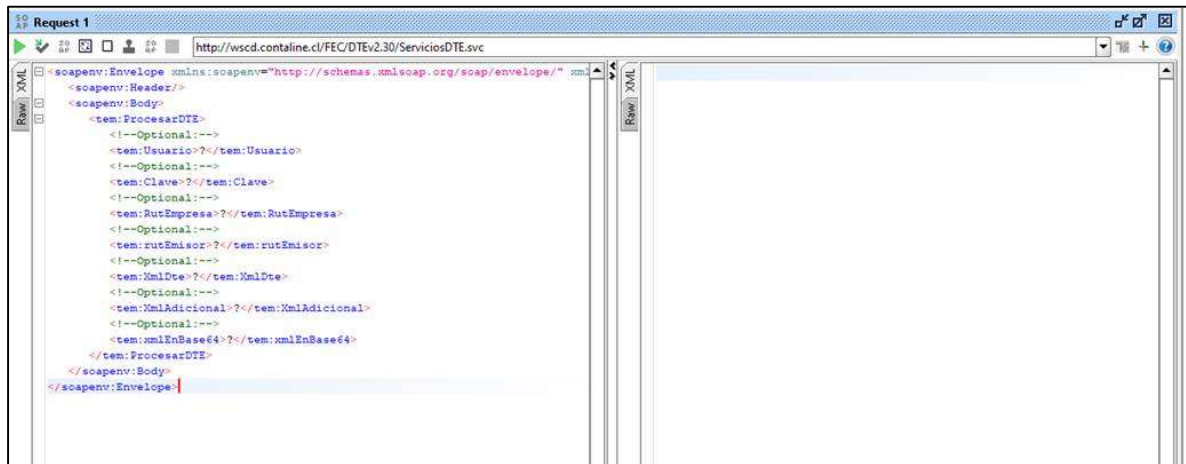 SO
AP
Request 1
http://wscd.contaline.cl/FEC/DTEv2.30/ServiciosDTE.svc
XML
Raw
<soapenv:Envelope xmlns:soapenv="http://schemas.xmlsoap.org/soap/envelope/" xml
<soapenv:Header/>
<soapenv:Body>
<tem:ProcesarDTE>
<!--Optional:-->
<tem:Usuario>?</tem:Usuario>
<!--Optional:-->
<tem:Clave>?</tem:Clave>
<!--Optional:-->
<tem:RutEmpresa>?</tem:RutEmpresa>
<!--Optional:-->
<tem:rutEmisor>?</tem:rutEmisor>
<!--Optional:-->
<tem:XmlDte>?</tem:XmlDte>
<!--Optional:-->
<tem:XmlAdicional>?</tem:XmlAdicional>
<!--Optional:-->
<tem:xmlEnBase64>?</tem:xmlEnBase64>
</tem:ProcesarDTE>
</soapenv:Body>
</soapenv:Envelope>
XML
Raw